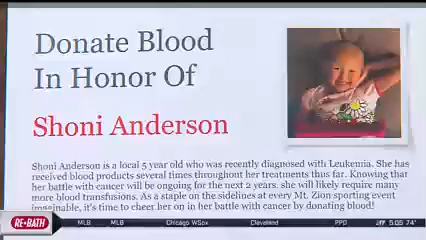 Donate Blood
In Honor Of
Shoni Anderson
Shoni Anderson is a local 5 year old who was recently diagnosed with Leukemia. She has
received blood products several times throughout her treatments thus far. Knowing that
her battle with cancer will be ongoing for the next 2 years, she will likely require many
more blood transfusions. As a staple on the sidelines at every Mt. Zion sporting event
imaginable, it's time to cheer her on in her battle with cancer by donating blood!
RE·BATH
MLB MLB Chicago WSox Cleveland PPD 5:05 74°